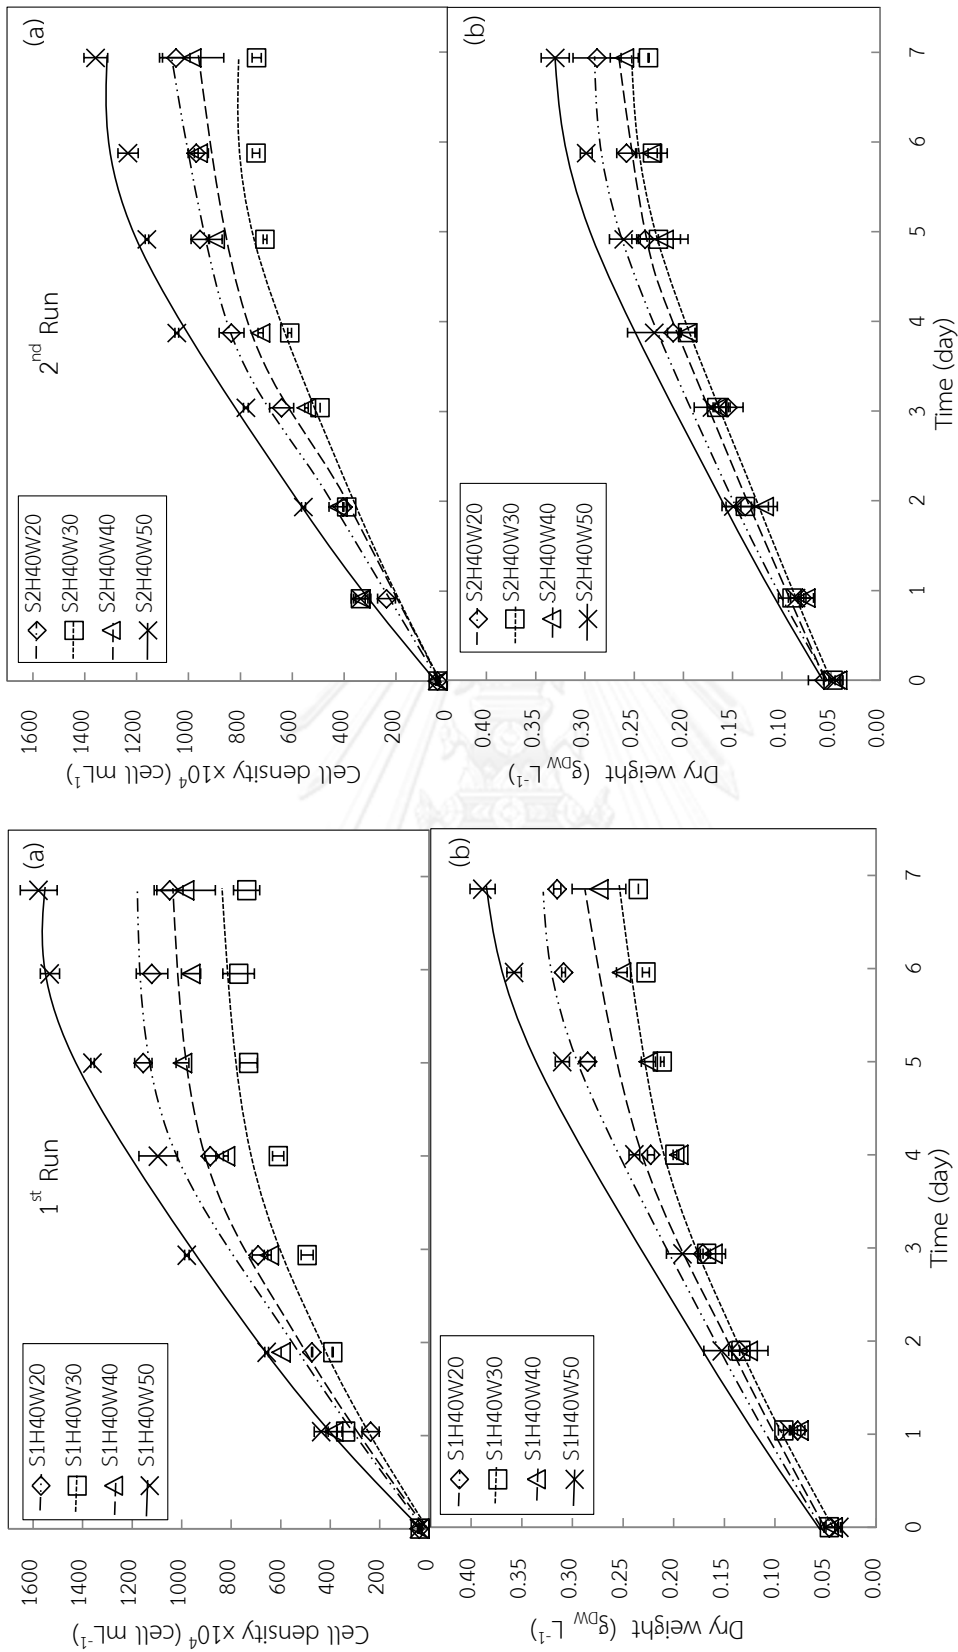 1st Run
(a)
Cell density x10⁴ (cell mL⁻¹)
1600
1400
1200
1000
800
600
400
200
0
S1H40W20
S1H40W30
S1H40W40
S1H40W50
(b)
Dry weight (gDW L⁻¹)
0.40
0.35
0.30
0.25
0.20
0.15
0.10
0.05
0.00
S1H40W20
S1H40W30
S1H40W40
S1H40W50
0 1 2 3 4 5 6 7
Time (day)
2nd Run
(a)
Cell density x10⁴ (cell mL⁻¹)
1600
1400
1200
1000
800
600
400
200
0
S2H40W20
S2H40W30
S2H40W40
S2H40W50
(b)
Dry weight (gDW L⁻¹)
0.40
0.35
0.30
0.25
0.20
0.15
0.10
0.05
0.00
S2H40W20
S2H40W30
S2H40W40
S2H40W50
0 1 2 3 4 5 6 7
Time (day)